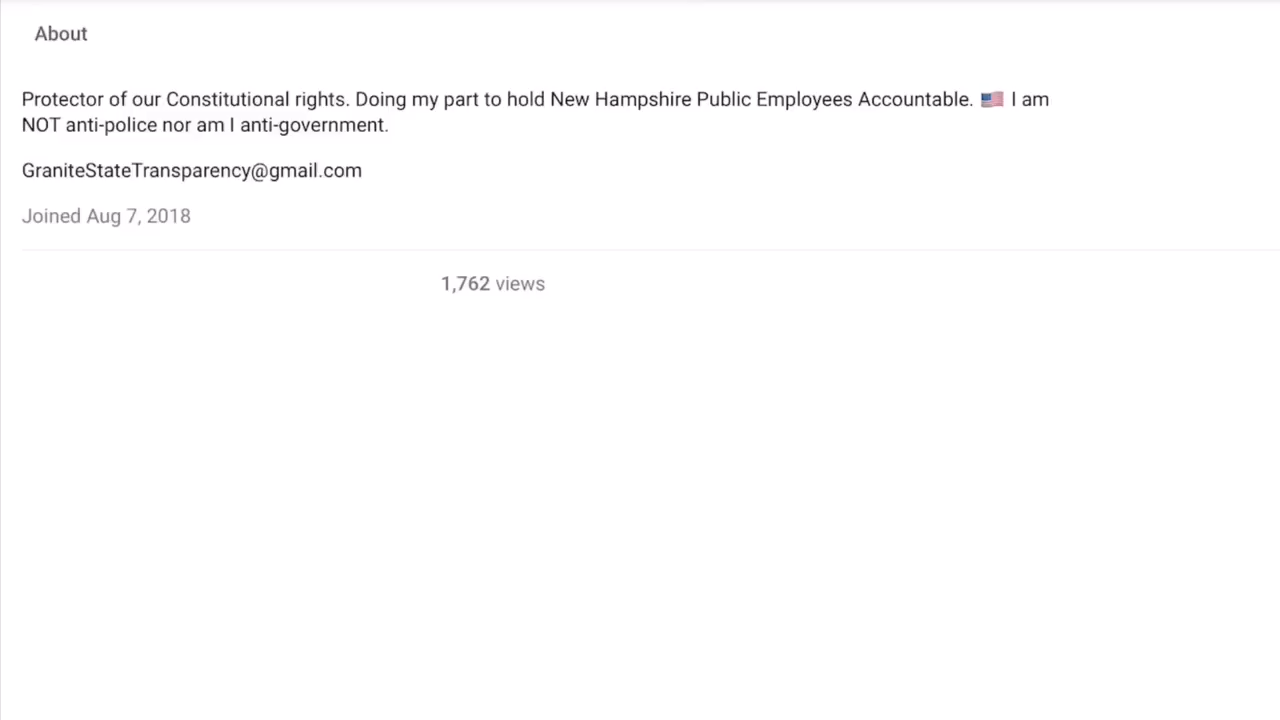 About
Protector of our Constitutional rights. Doing my part to hold New Hampshire Public Employees Accountable. 🇺🇸 I am
NOT anti-police nor am I anti-government.
GraniteStateTransparency@gmail.com
Joined Aug 7, 2018
1,762 views